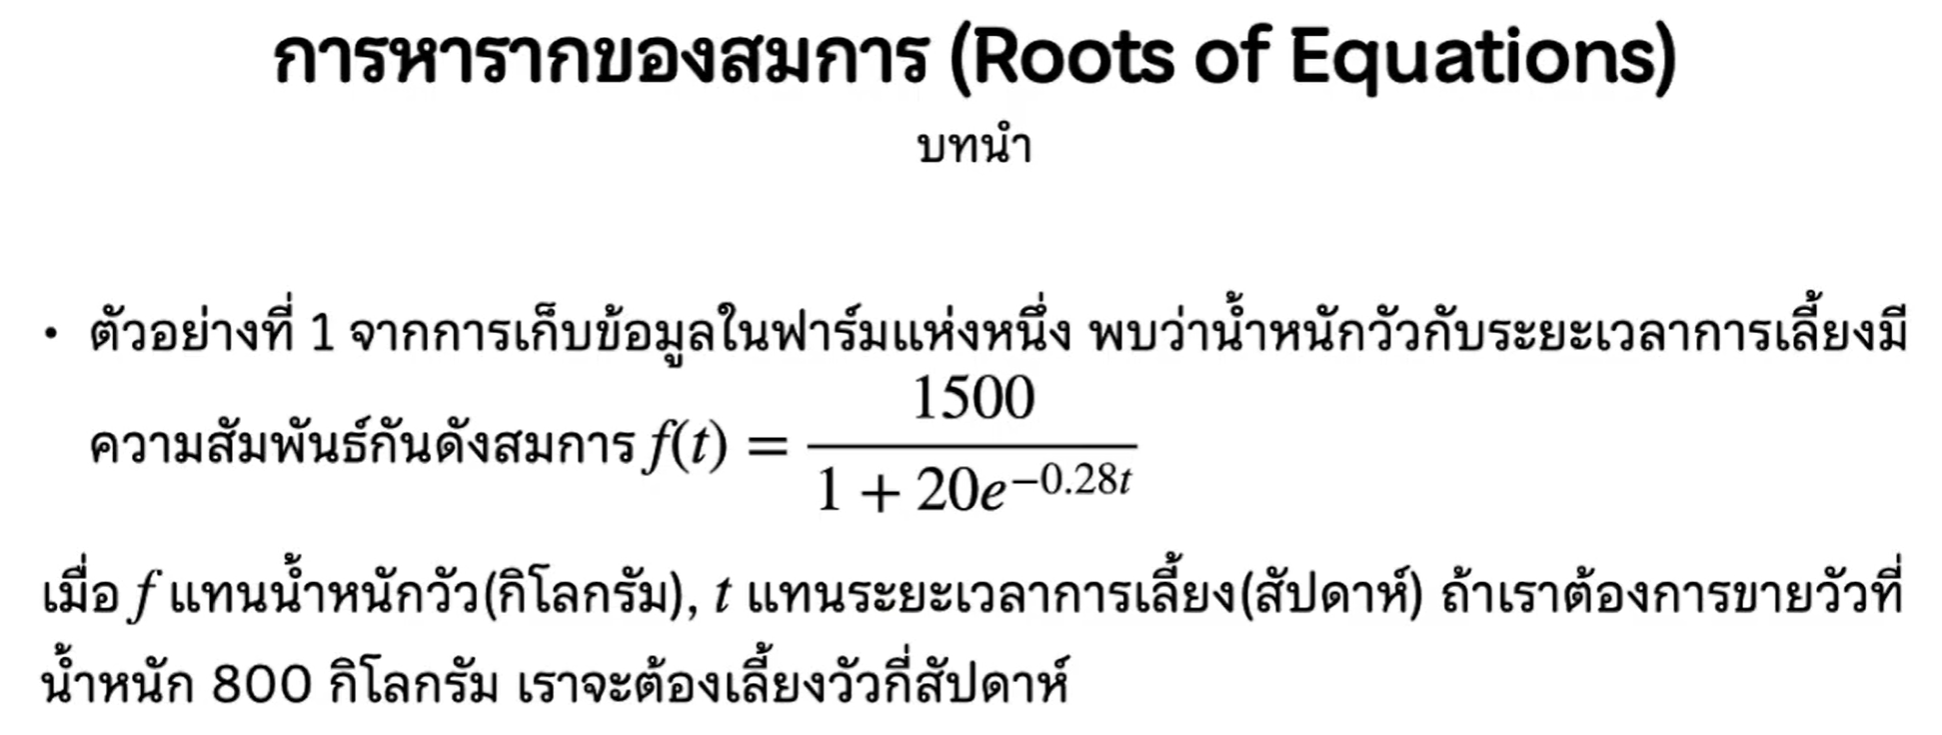 การหารากของสมการ (Roots of Equations)
บทนำ
• ตัวอย่างที่ 1 จากการเก็บข้อมูลในฟาร์มแห่งหนึ่ง พบว่าน้ำหนักวัวกับระยะเวลาการเลี้ยงมี
ความสัมพันธ์กันดังสมการ f(t) = \frac{1500}{1 + 20e^{-0.28t}}
เมื่อ f แทนน้ำหนักวัว(กิโลกรัม), t แทนระยะเวลาการเลี้ยง(สัปดาห์) ถ้าเราต้องการขายวัวที่
น้ำหนัก 800 กิโลกรัม เราจะต้องเลี้ยงวัวกี่สัปดาห์